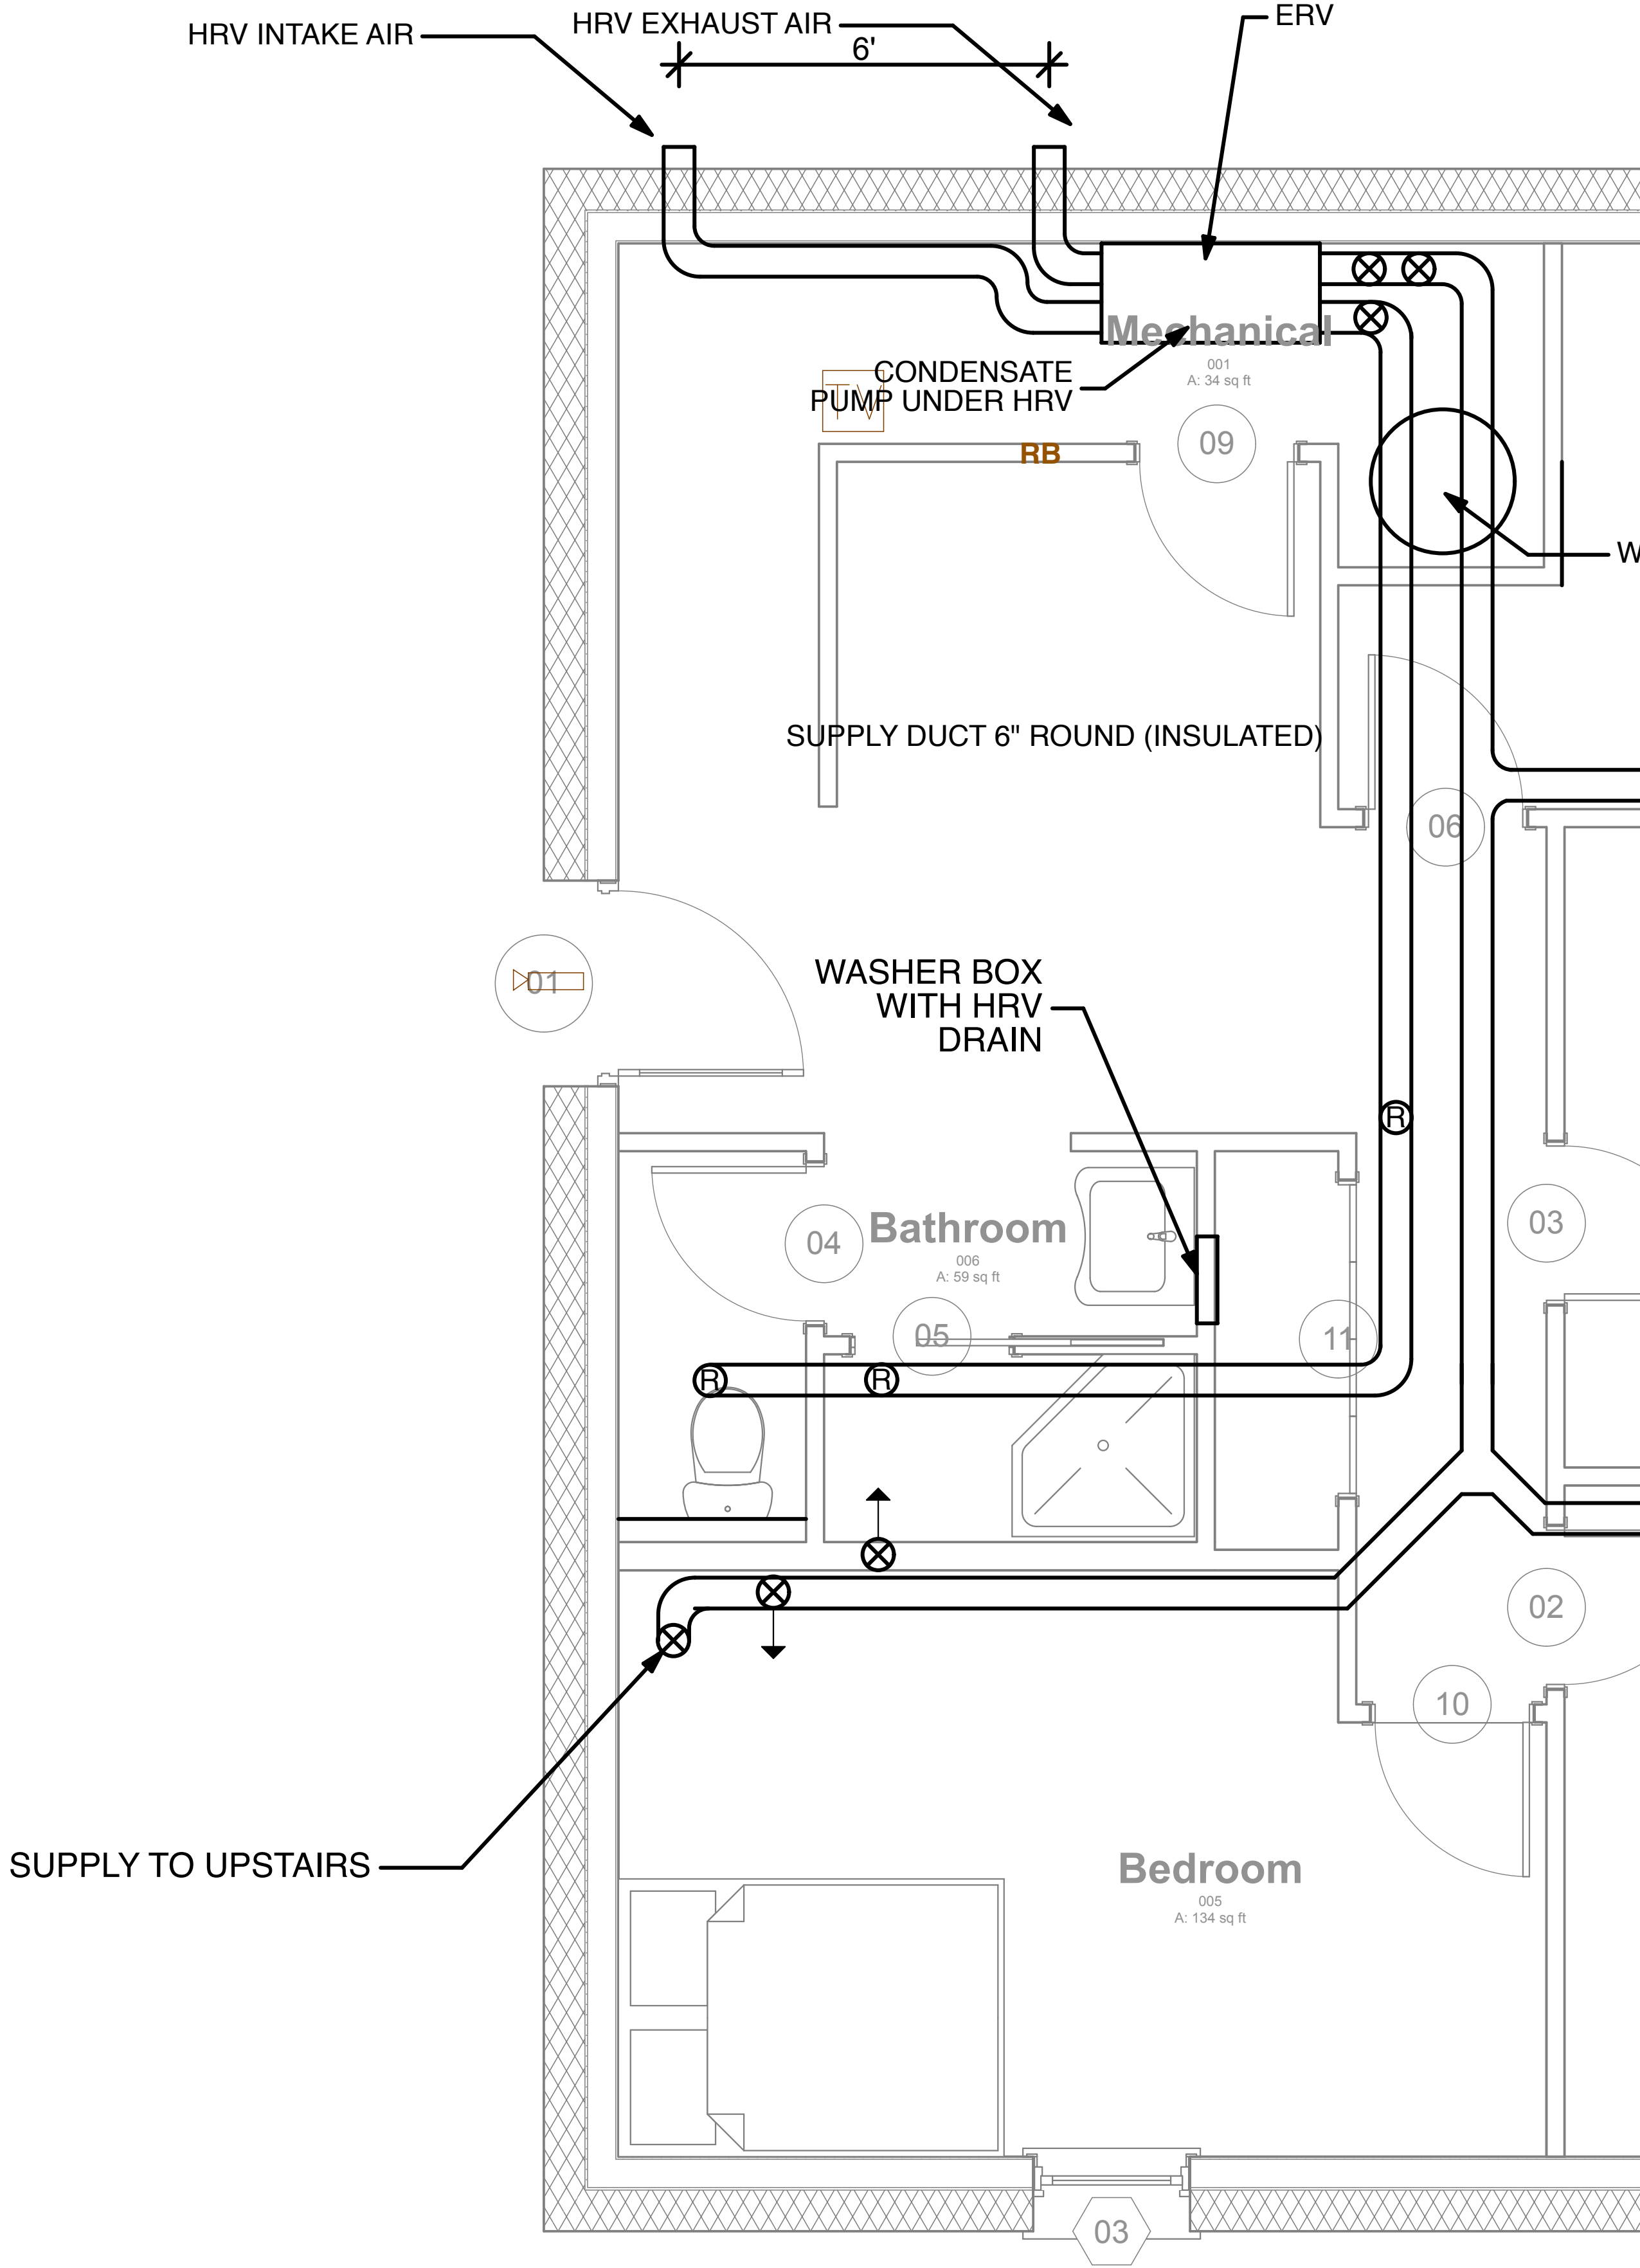 HRV INTAKE AIR
HRV EXHAUST AIR
ERV
6'
Mechanical
001
A: 34 sq ft
CONDENSATE
PUMP UNDER HRV
TV
RB
09
W
SUPPLY DUCT 6" ROUND (INSULATED)
06
01
WASHER BOX
WITH HRV
DRAIN
R
03
04
Bathroom
006
A: 59 sq ft
05
11
R
R
02
10
SUPPLY TO UPSTAIRS
Bedroom
005
A: 134 sq ft
03